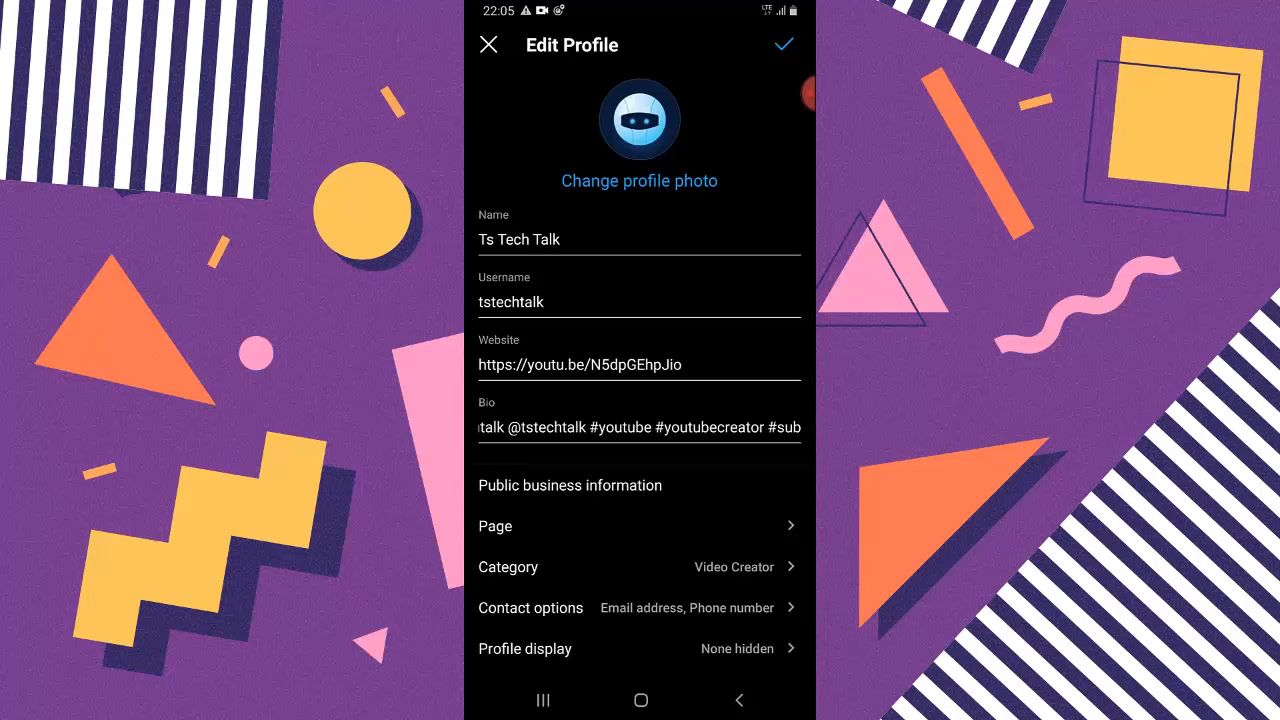 22:05
LTE
Edit Profile
Change profile photo
Name
Ts Tech Talk
Username
tstechtalk
Website
https://youtu.be/N5dpGEhpJio
Bio
talk @tstechtalk #youtube #youtubecreator #sub
Public business information
Page
Category Video Creator
Contact options Email address, Phone number
Profile display None hidden